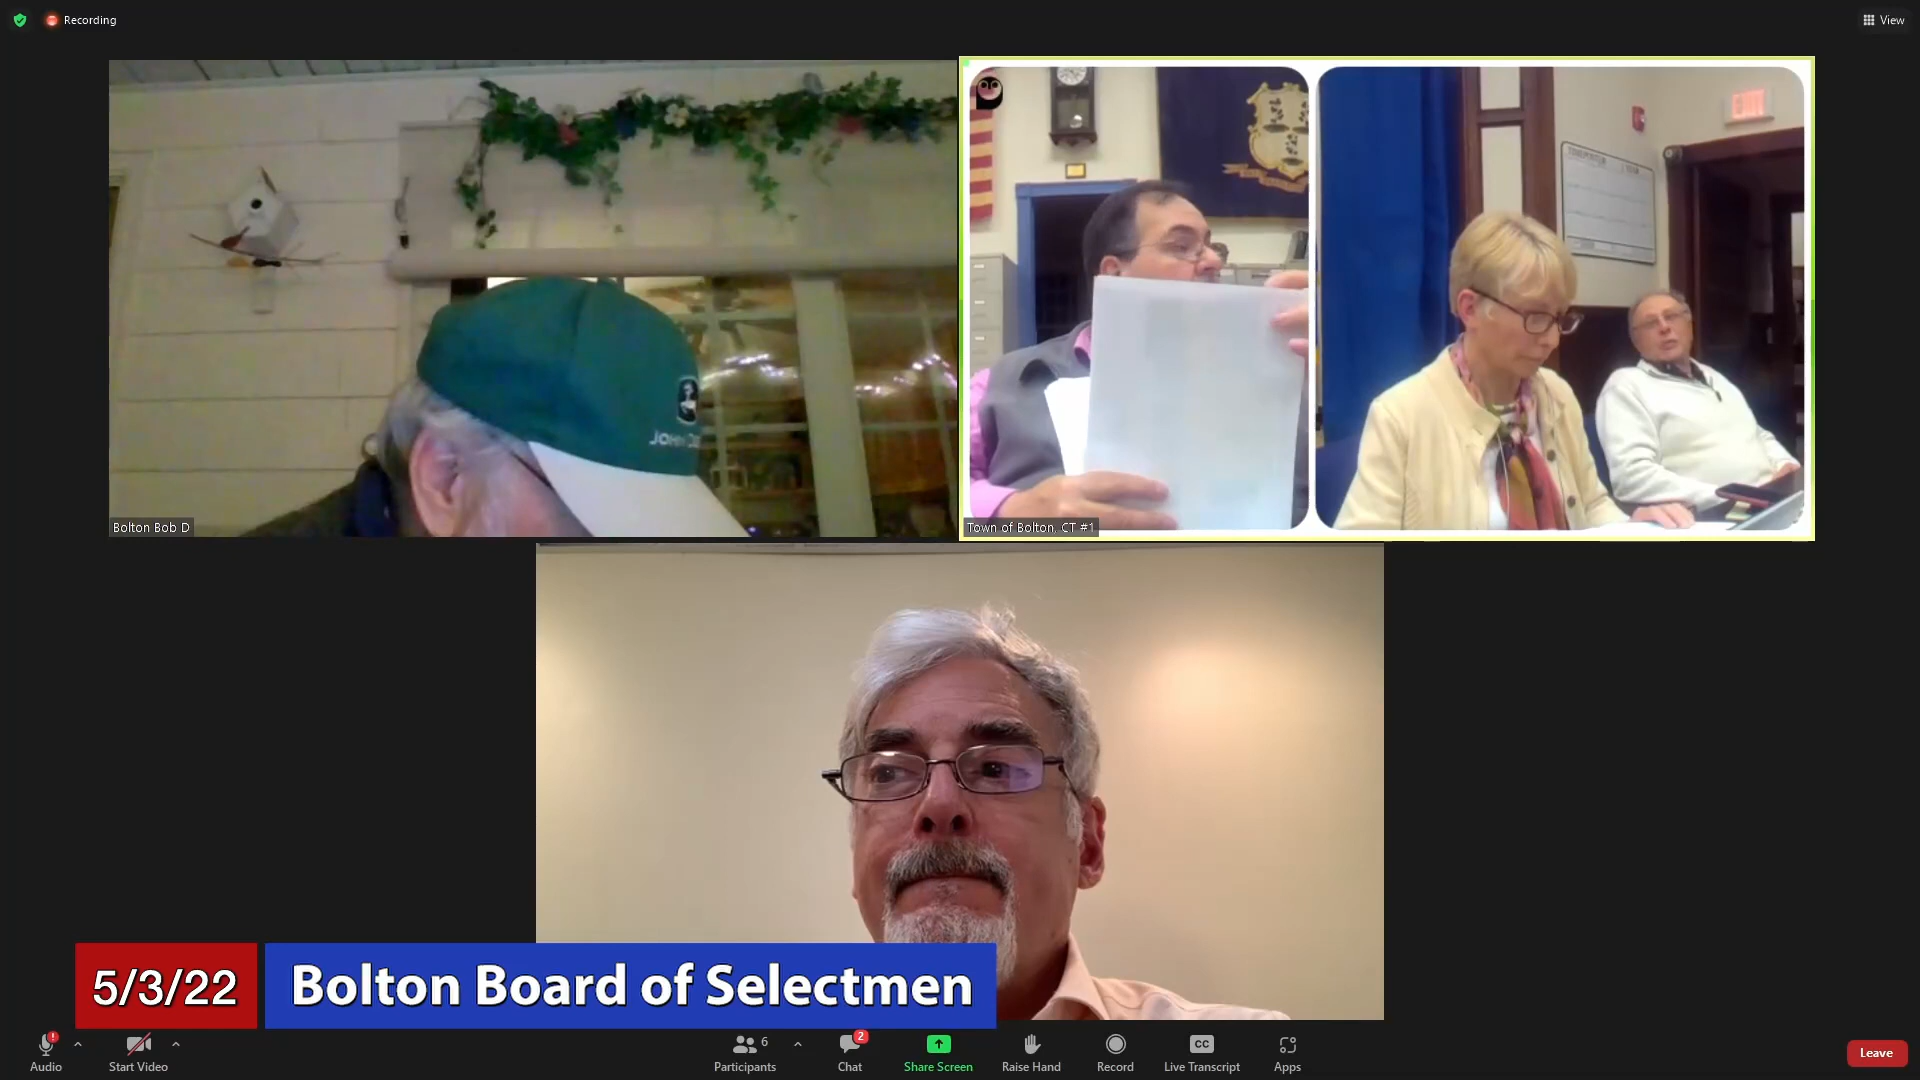 Recording
View
Bolton Bob D
Town of Bolton, CT #1
5/3/22
Bolton Board of Selectmen
Audio
Start Video
6
Participants
2
Chat
Share Screen
Raise Hand
Record
CC
Live Transcript
Apps
Leave